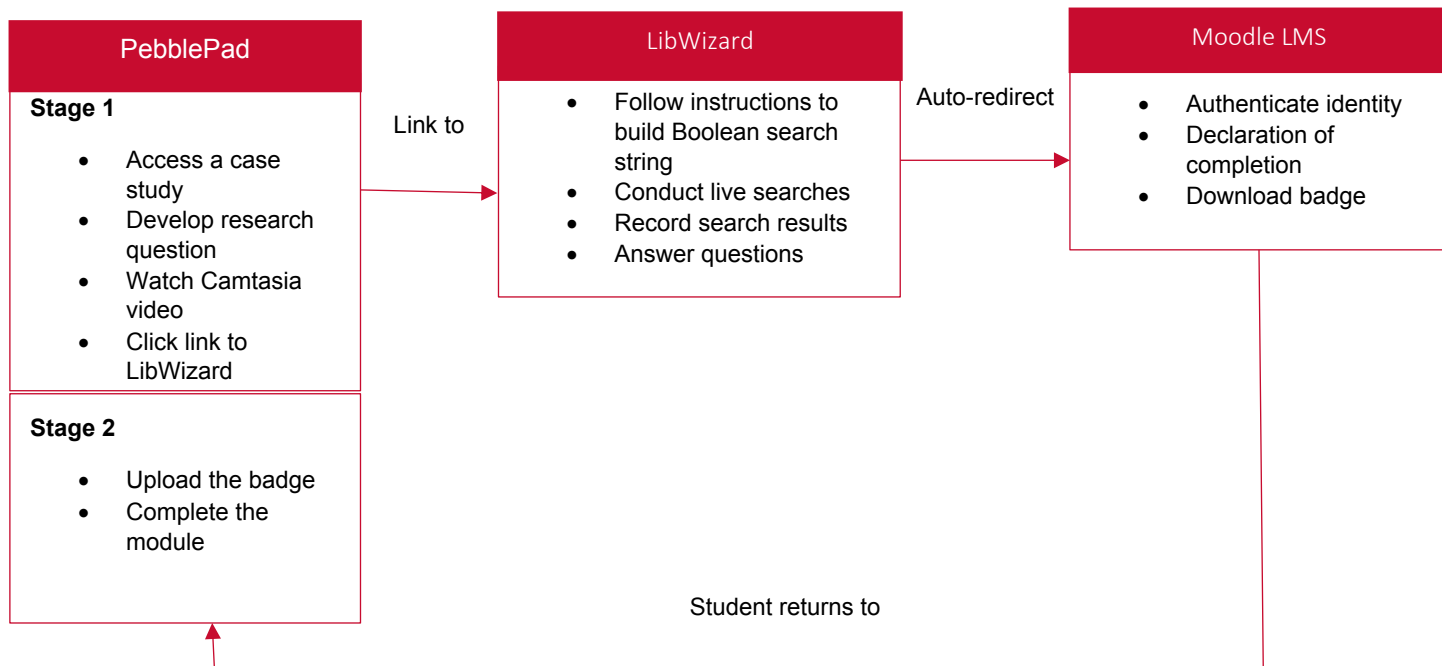 PebblePad
Stage 1
• Access a case
study
• Develop research
question
• Watch Camtasia
video
• Click link to
LibWizard
Stage 2
• Upload the badge
• Complete the
module
Link to
LibWizard
• Follow instructions to
build Boolean search
string
• Conduct live searches
• Record search results
• Answer questions
Auto-redirect
Moodle LMS
• Authenticate identity
• Declaration of
completion
• Download badge
Student returns to